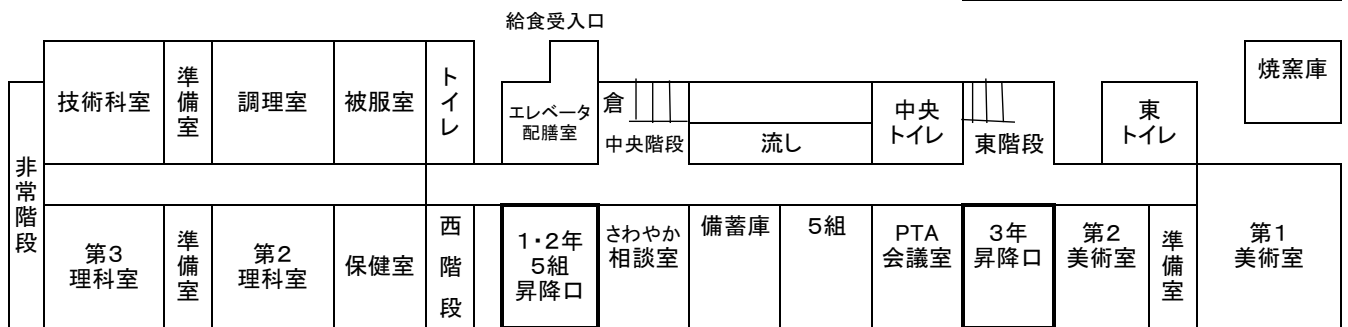 給食受入口
焼窯庫
技術科室
準備室
調理室
被服室
トイレ
エレベータ
配膳室
倉
中央階段
流し
中央
トイレ
東階段
東
トイレ
非常階段
第3
理科室
準備室
第2
理科室
保健室
西階段
1・2年
5組
昇降口
さわやか
相談室
備蓄庫
5組
PTA
会議室
3年
昇降口
第2
美術室
準備室
第1
美術室